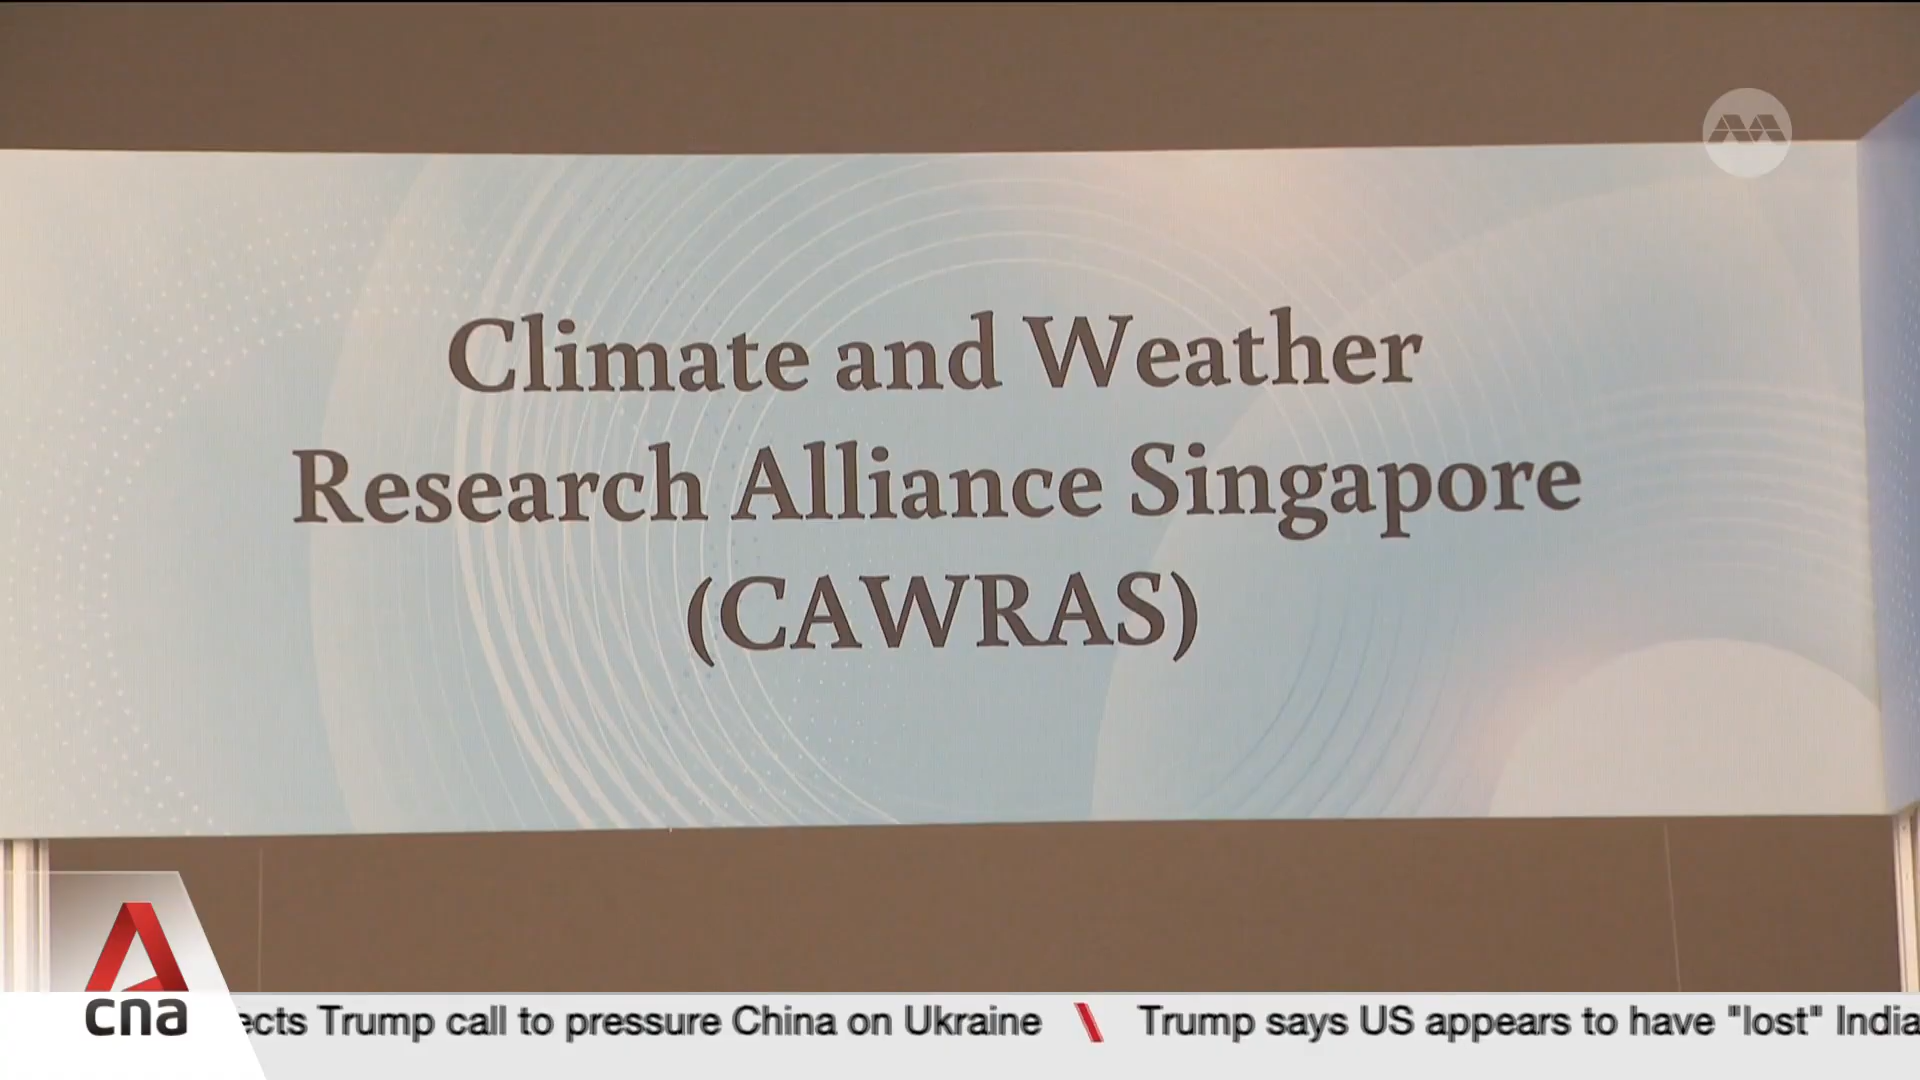 Climate and Weather
Research Alliance Singapore
(CAWRAS)
cna
ects Trump call to pressure China on Ukraine
Trump says US appears to have "lost" India